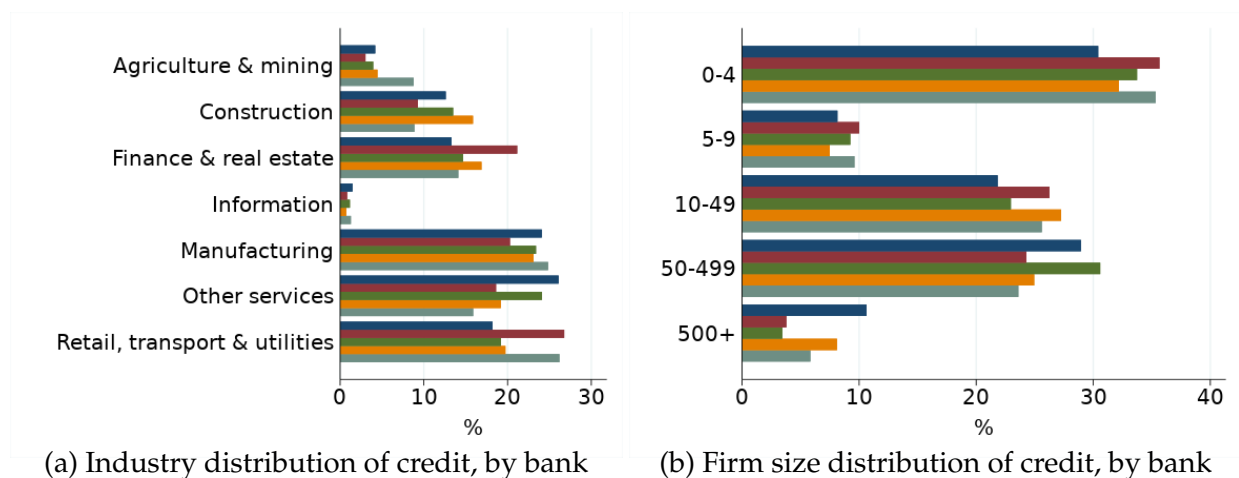 Agriculture & mining
Construction
Finance & real estate
Information
Manufacturing
Other services
Retail, transport & utilities
0 10 20 30
%
(a) Industry distribution of credit, by bank
0-4
5-9
10-49
50-499
500+
0 10 20 30 40
%
(b) Firm size distribution of credit, by bank